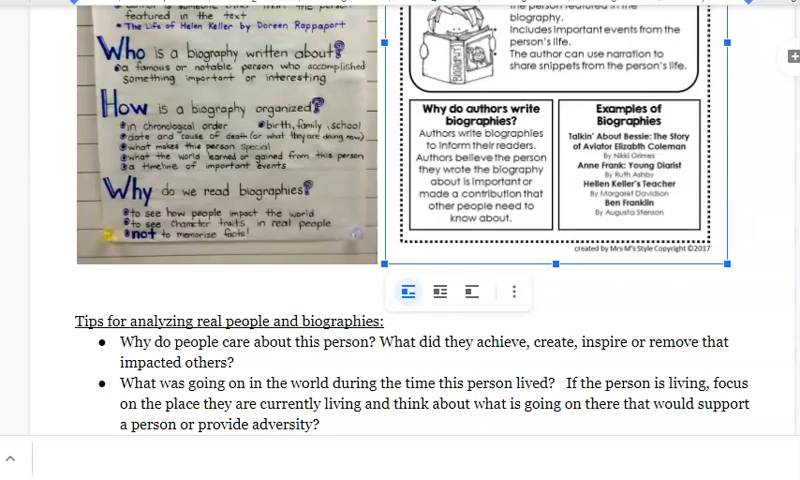 featured in the text
• The Life of Helen Keller by Doreen Rappaport
Who is a biography written about?
a famous or notable person who accomplished
something important or interesting
How is a biography organized?
in chronological order birth, family, school
date and cause of death (or what they are doing now)
what makes this person special
what the world learned or gained from this person
a timeline of important events
Why do we read biographies?
to see how people impact the world
to see character traits in real people
not to memorize facts!
the person featured in the
biography.
Includes important events from the
person's life.
The author can use narration to
share snippets from the person's life.
BIOGRAPHY
Why do authors write
biographies?
Authors write biographies
to inform their readers.
Authors believe the person
they wrote the biography
about is important or
made a contribution that
other people need to
know about.
Examples of
Biographies
Talkin' About Bessie: The Story
of Aviator Elizabth Coleman
By Nikki Grimes
Anne Frank: Young Diarist
By Ruth Ashby
Hellen Keller's Teacher
By Margaret Davidson
Ben Franklin
By Augusta Stenson
created by Mrs M's Style Copyright ©2017
Tips for analyzing real people and biographies:
● Why do people care about this person? What did they achieve, create, inspire or remove that
impacted others?
● What was going on in the world during the time this person lived? If the person is living, focus
on the place they are currently living and think about what is going on there that would support
a person or provide adversity?